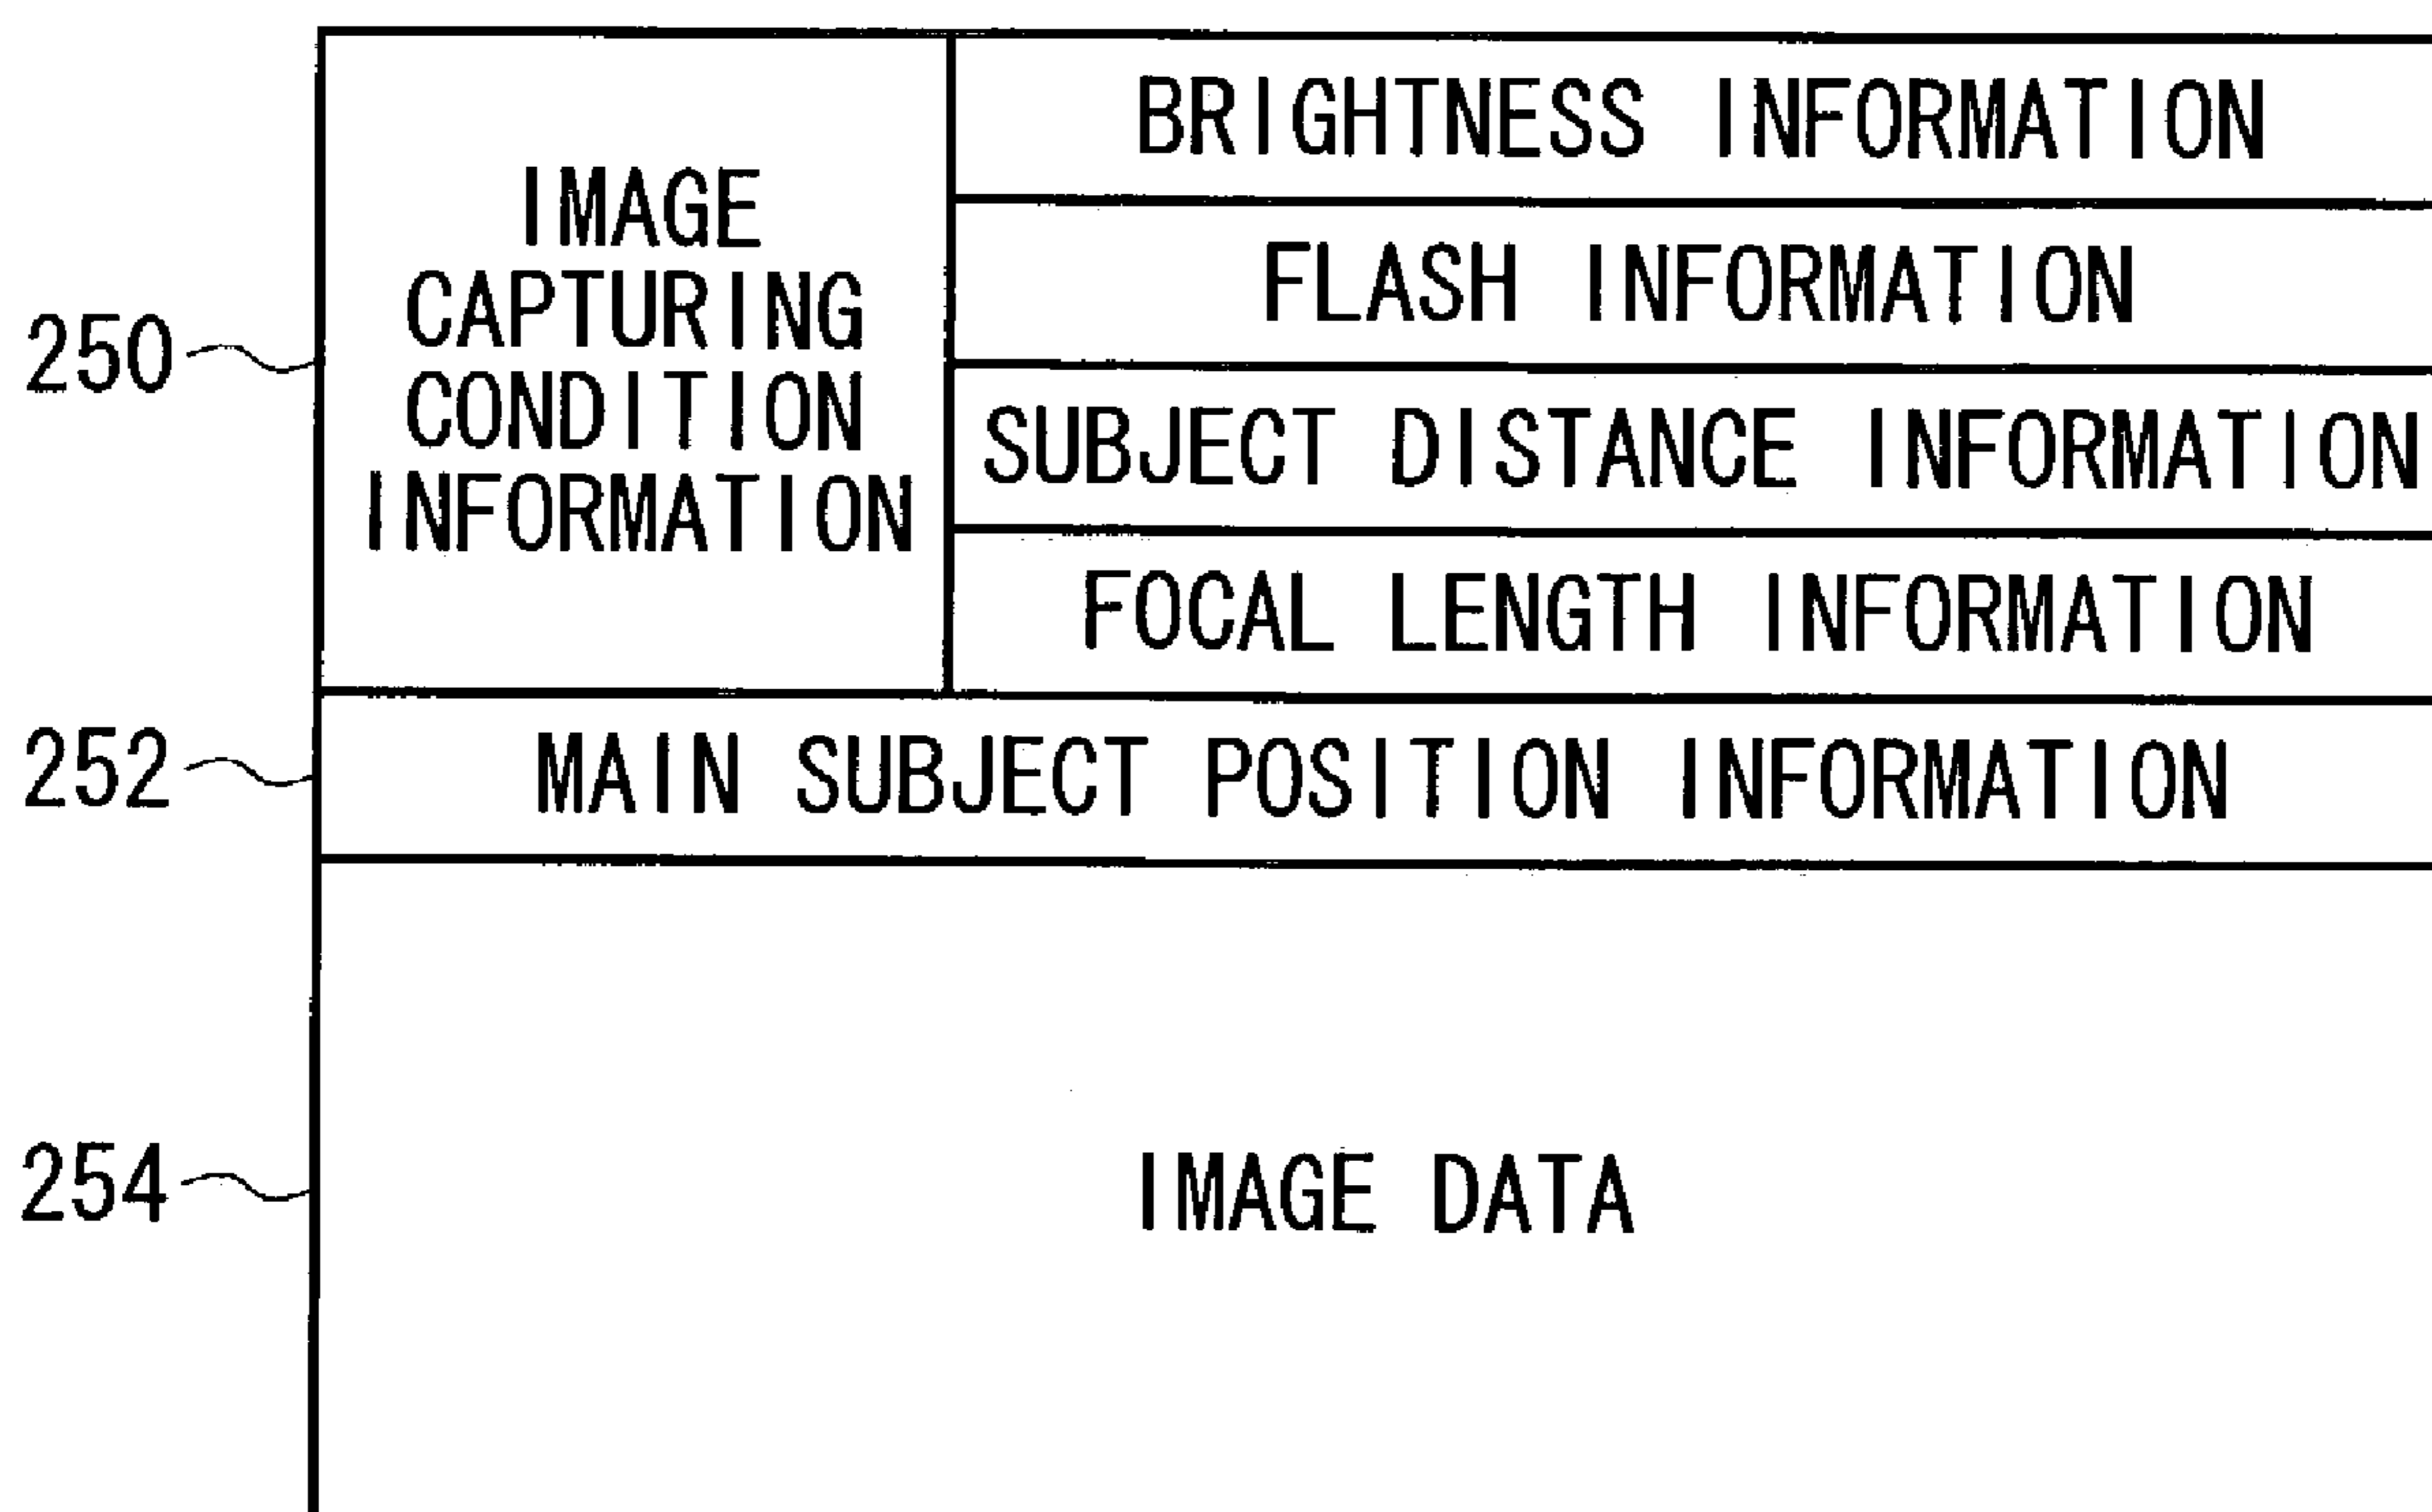 250
IMAGE
CAPTURING
CONDITION
INFORMATION
BRIGHTNESS INFORMATION
FLASH INFORMATION
SUBJECT DISTANCE INFORMATION
FOCAL LENGTH INFORMATION
252
MAIN SUBJECT POSITION INFORMATION
254
IMAGE DATA